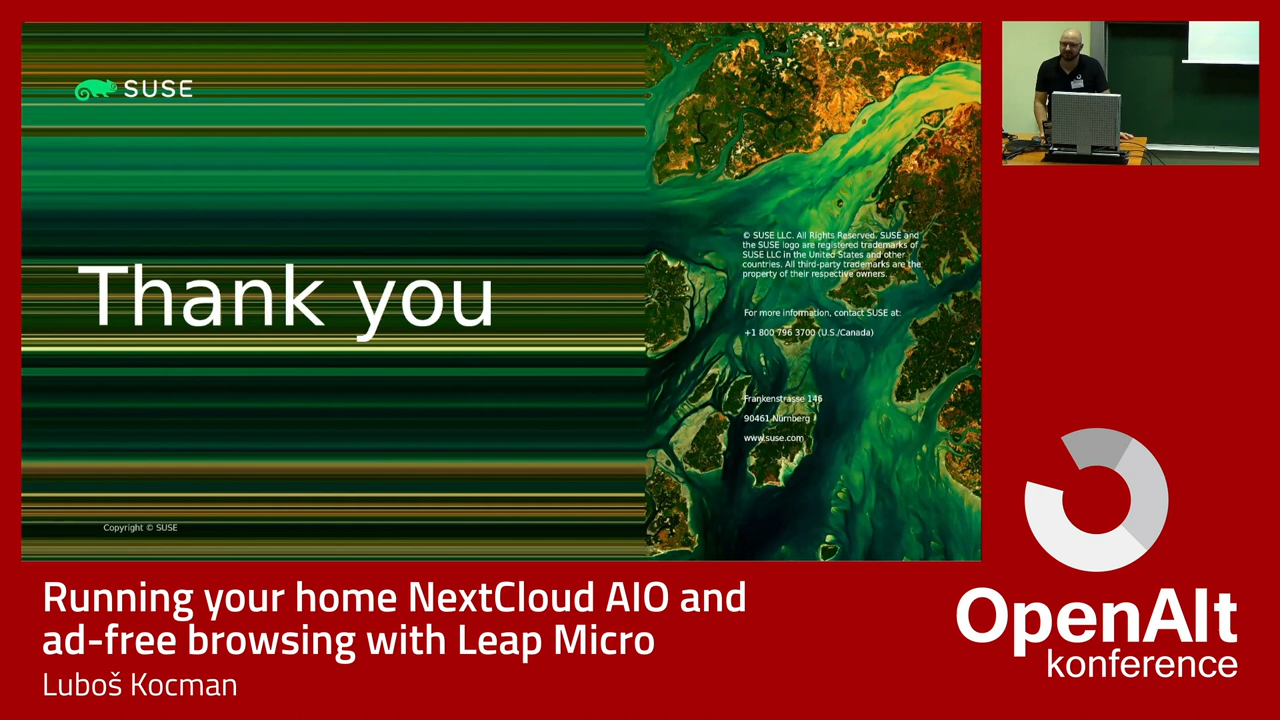 SUSE
Thank you
© SUSE LLC. All Rights Reserved. SUSE and
the SUSE logo are registered trademarks of
SUSE LLC in the United States and other
countries. All third-party trademarks are the
property of their respective owners.
For more information, contact SUSE at:
+1 800 796 3700 (U.S./Canada)
Frankenstrasse 146
90461 Nürnberg
www.suse.com
Copyright © SUSE
Running your home NextCloud AIO and
ad-free browsing with Leap Micro
Luboš Kocman
OpenAlt
konference